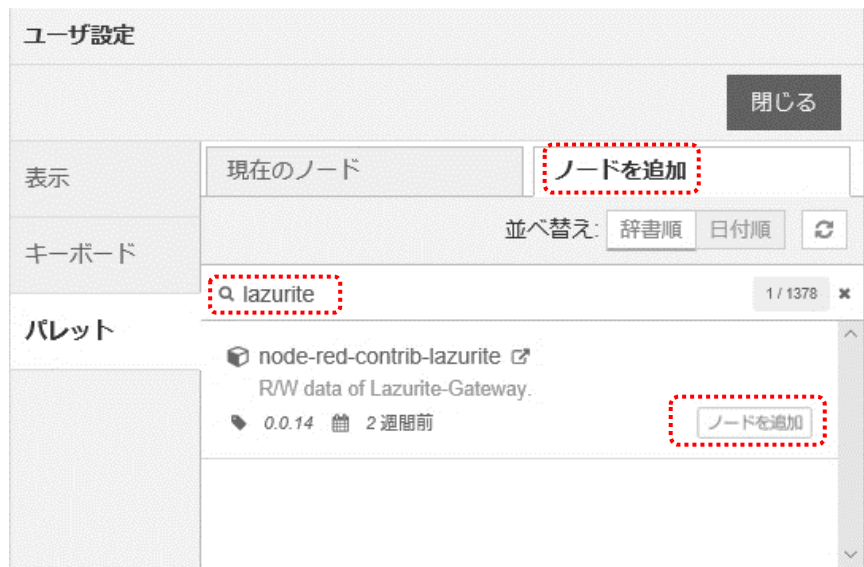 ユーザ設定
閉じる
表示
キーボード
パレット
現在のノード
ノードを追加
並べ替え: 辞書順 日付順
lazurite
1 / 1378
node-red-contrib-lazurite
R/W data of Lazurite-Gateway.
0.0.14 2 週間前
ノードを追加